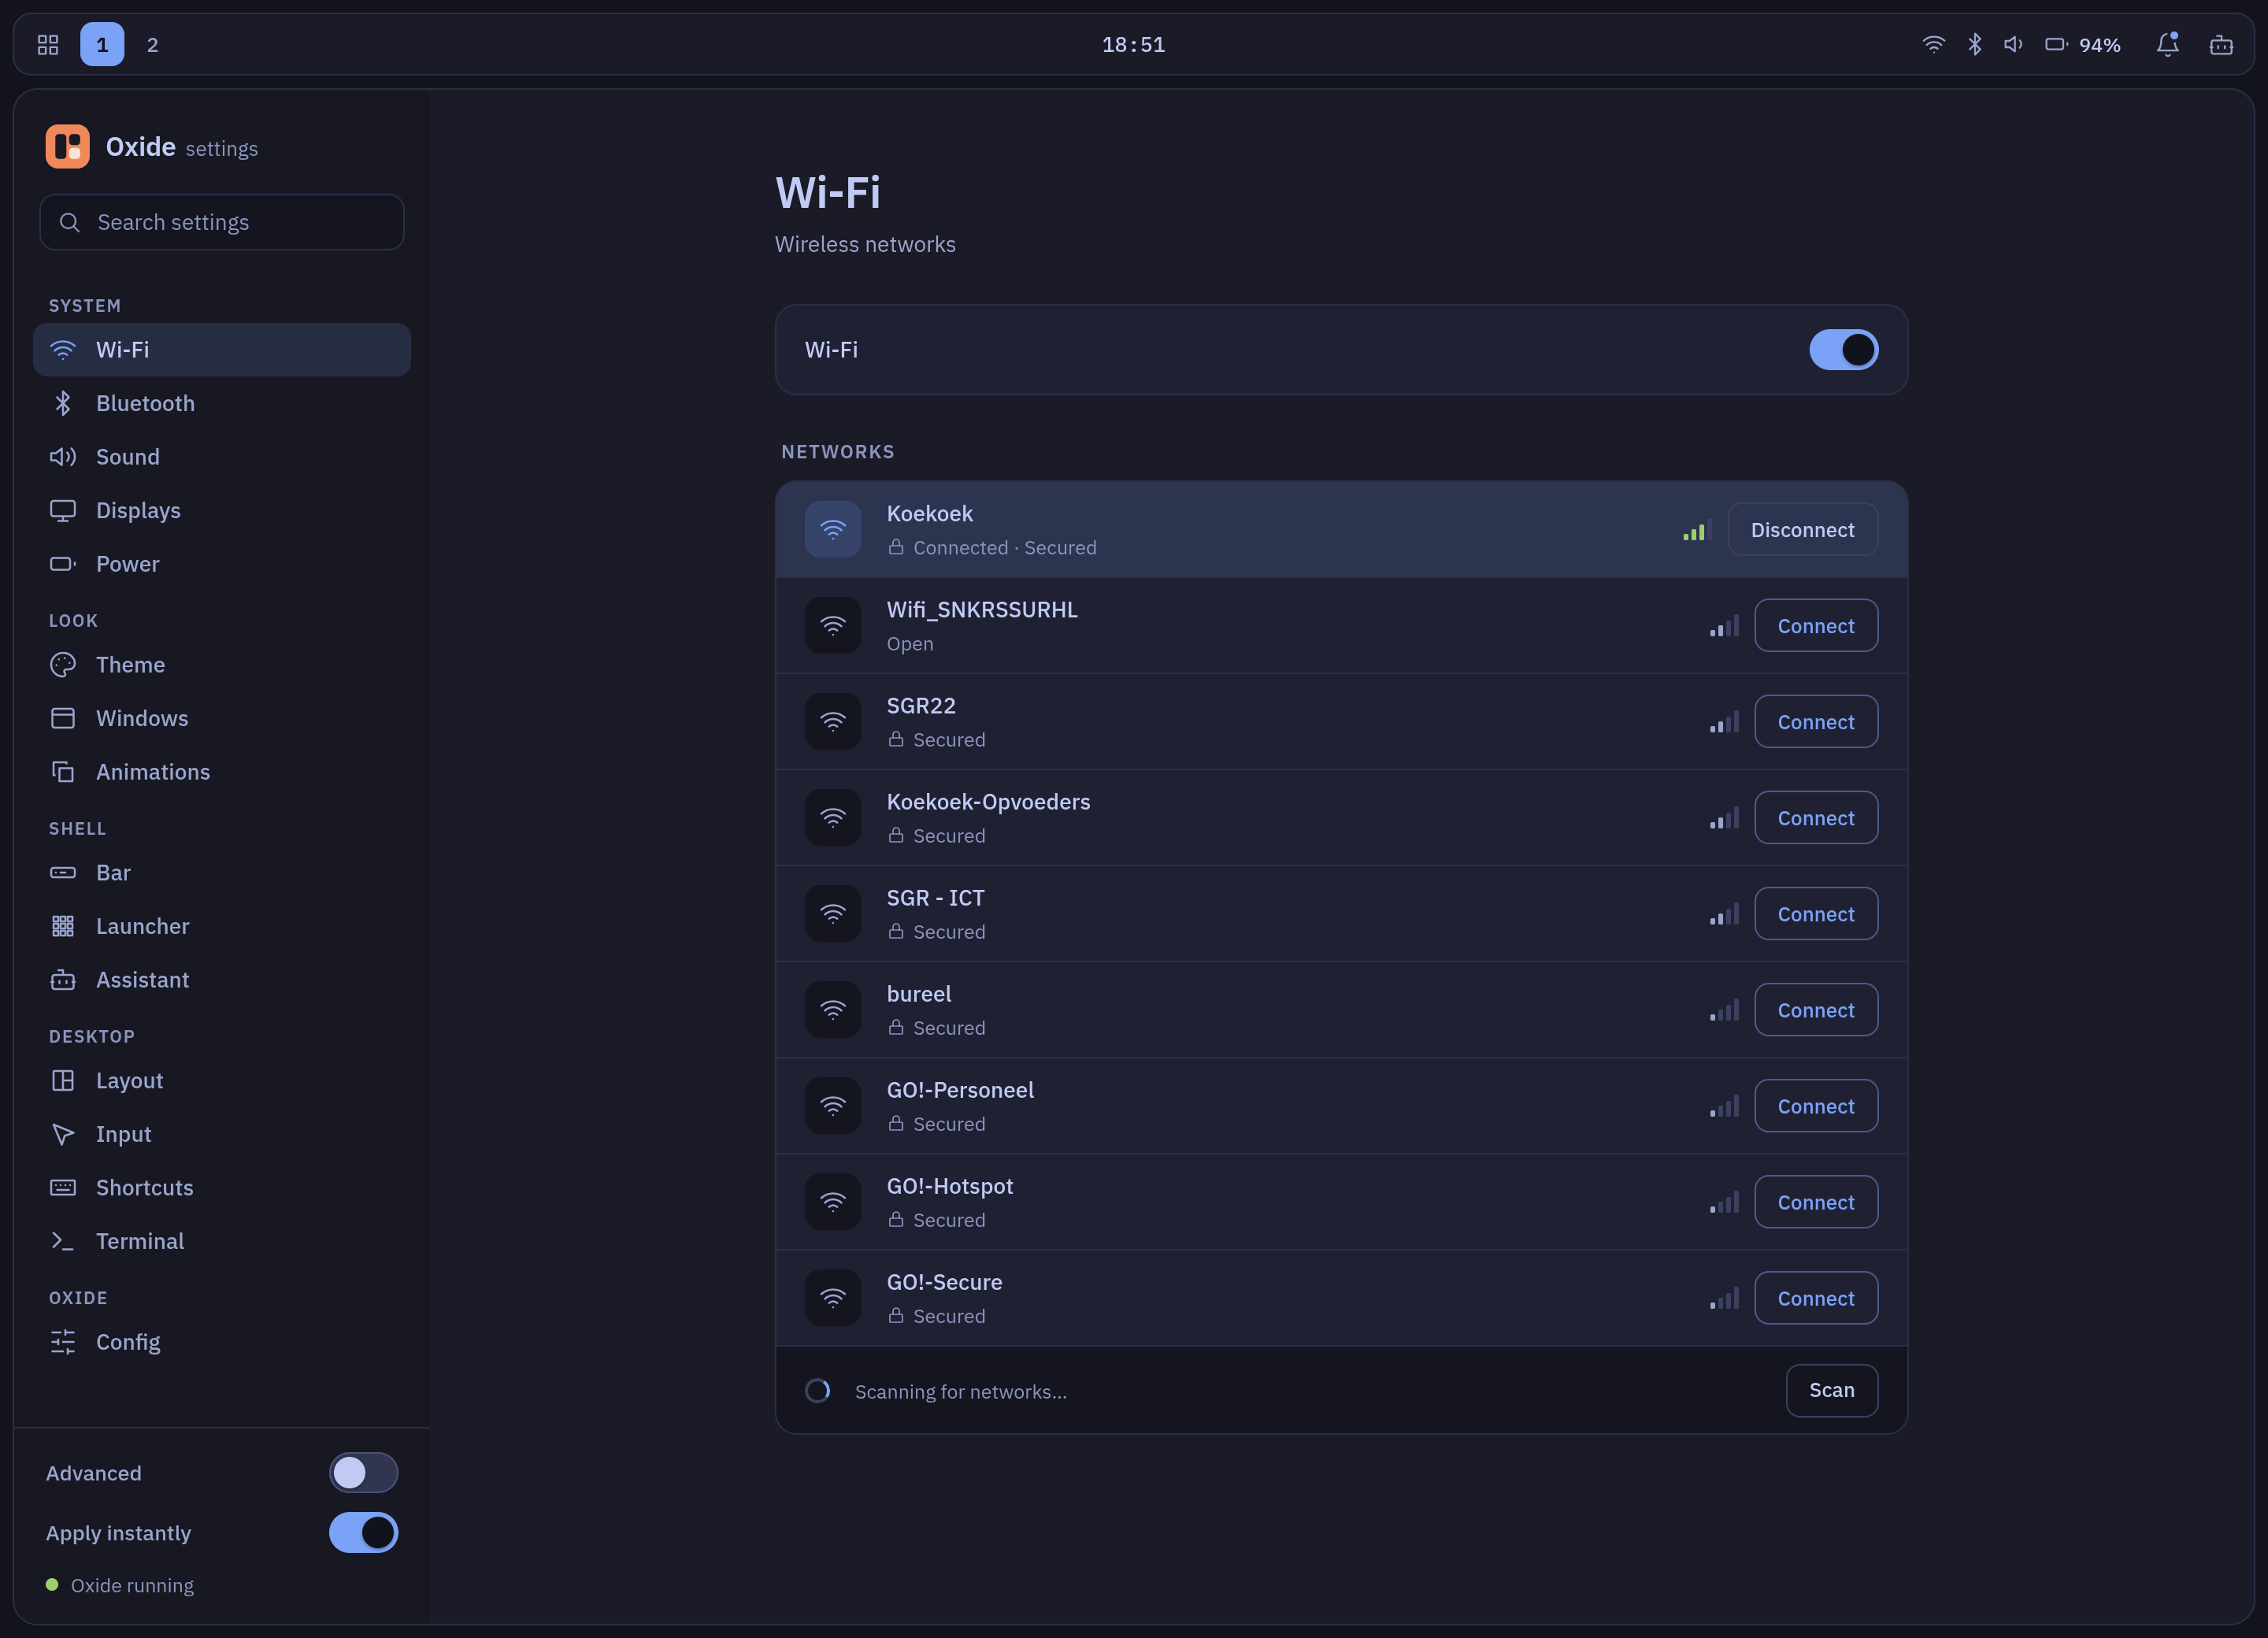 1 2 18:51 94%
Oxide settings
Search settings
SYSTEM
Wi-Fi
Bluetooth
Sound
Displays
Power
LOOK
Theme
Windows
Animations
SHELL
Bar
Launcher
Assistant
DESKTOP
Layout
Input
Shortcuts
Terminal
OXIDE
Config
Advanced
Apply instantly
Oxide running
Wi-Fi
Wireless networks
Wi-Fi
NETWORKS
Koekoek
Connected · Secured
Disconnect
Wifi_SNKRSSURHL
Open
Connect
SGR22
Secured
Connect
Koekoek-Opvoeders
Secured
Connect
SGR - ICT
Secured
Connect
bureel
Secured
Connect
GO!-Personeel
Secured
Connect
GO!-Hotspot
Secured
Connect
GO!-Secure
Secured
Connect
Scanning for networks...
Scan